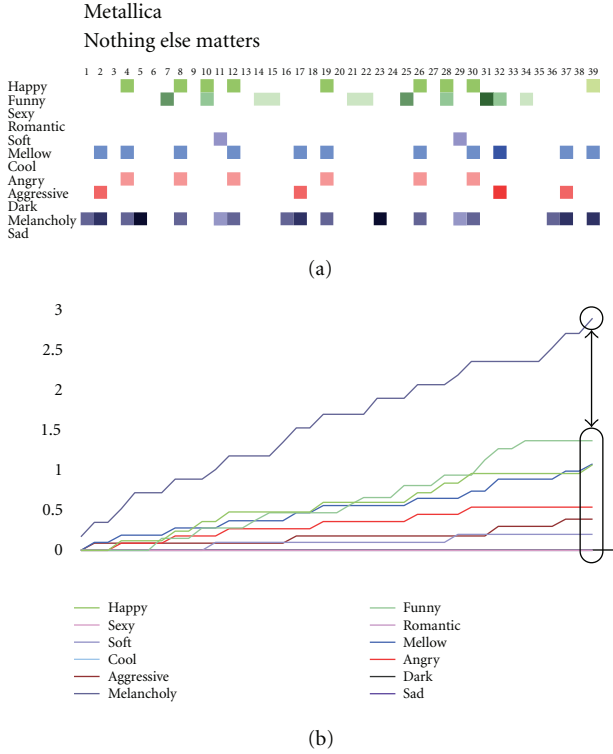 Metallica
Nothing else matters
1 2 3 4 5 6 7 8 9 10 11 12 13 14 15 16 17 18 19 20 21 22 23 24 25 26 27 28 29 30 31 32 33 34 35 36 37 38 39
Happy
Funny
Sexy
Romantic
Soft
Mellow
Cool
Angry
Aggressive
Dark
Melancholy
Sad
(a)
3
2.5
2
1.5
1
0.5
0
Happy Funny
Sexy Romantic
Soft Mellow
Cool Angry
Aggressive Dark
Melancholy Sad
(b)